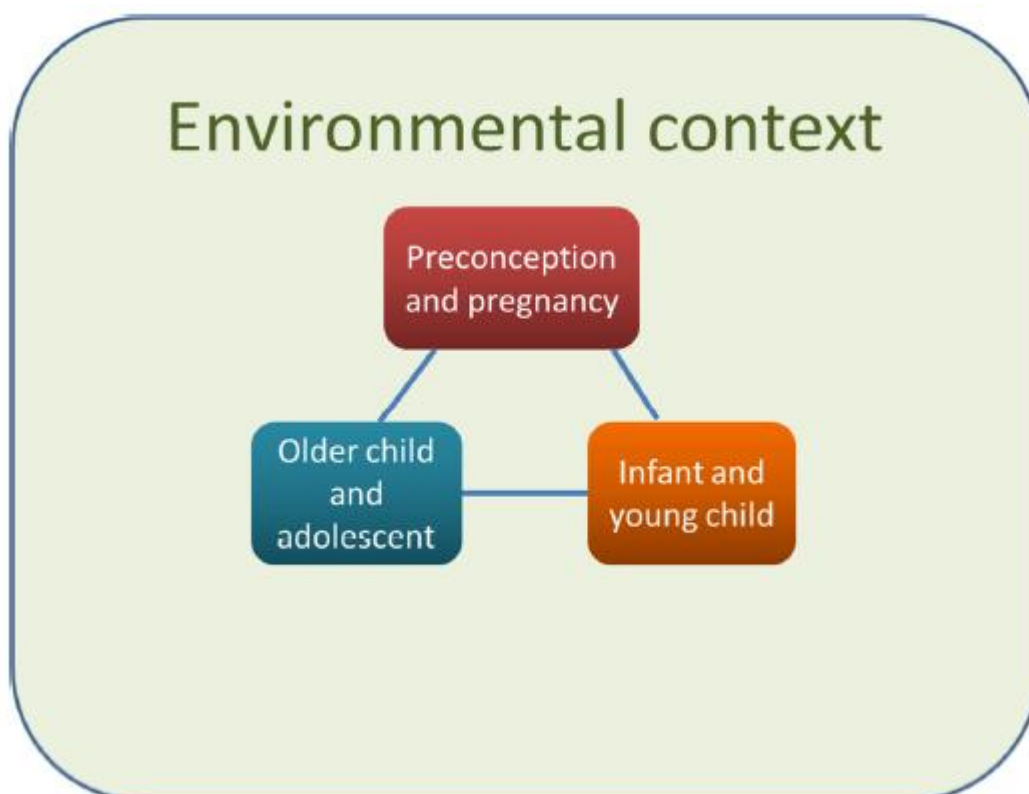 Environmental context
Preconception
and pregnancy
Older child
and
adolescent
Infant and
young child